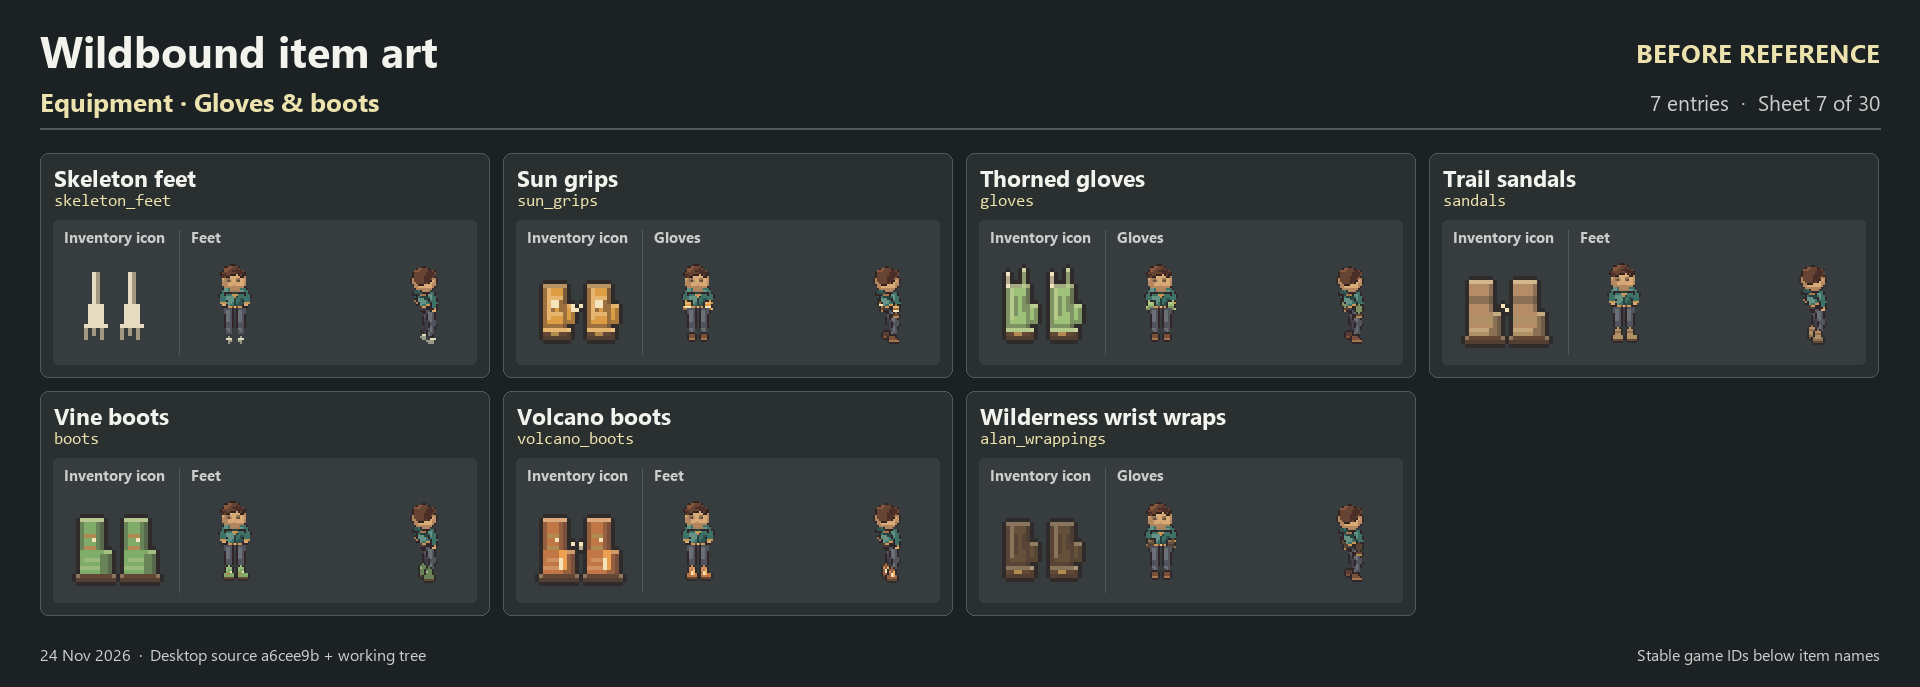 Wildbound item art
BEFORE REFERENCE
Equipment · Gloves & boots
7 entries · Sheet 7 of 30
Skeleton feet
skeleton_feet
Inventory icon
Feet
Sun grips
sun_grips
Inventory icon
Gloves
Thorned gloves
gloves
Inventory icon
Gloves
Trail sandals
sandals
Inventory icon
Feet
Vine boots
boots
Inventory icon
Feet
Volcano boots
volcano_boots
Inventory icon
Feet
Wilderness wrist wraps
alan_wrappings
Inventory icon
Gloves
24 Nov 2026 · Desktop source a6cee9b + working tree
Stable game IDs below item names